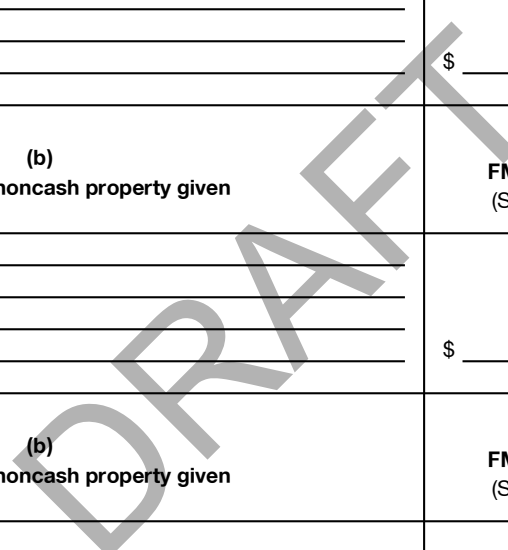 $
(b)
noncash property given
FM
(S
$
(b)
noncash property given
FM
(S
DRAFT